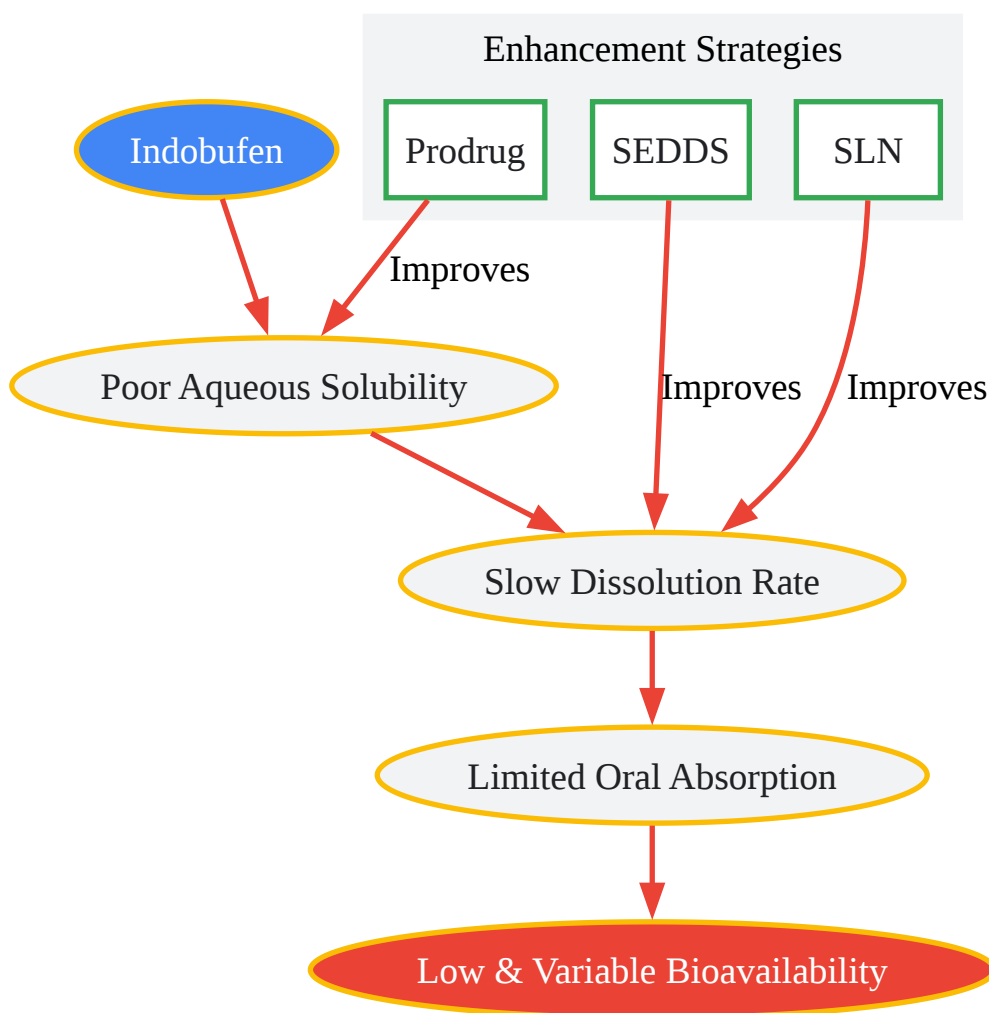 Enhancement Strategies
Indobufen
Prodrug
SEDDS
SLN
Improves
Poor Aqueous Solubility
Improves
Improves
Slow Dissolution Rate
Limited Oral Absorption
Low & Variable Bioavailability